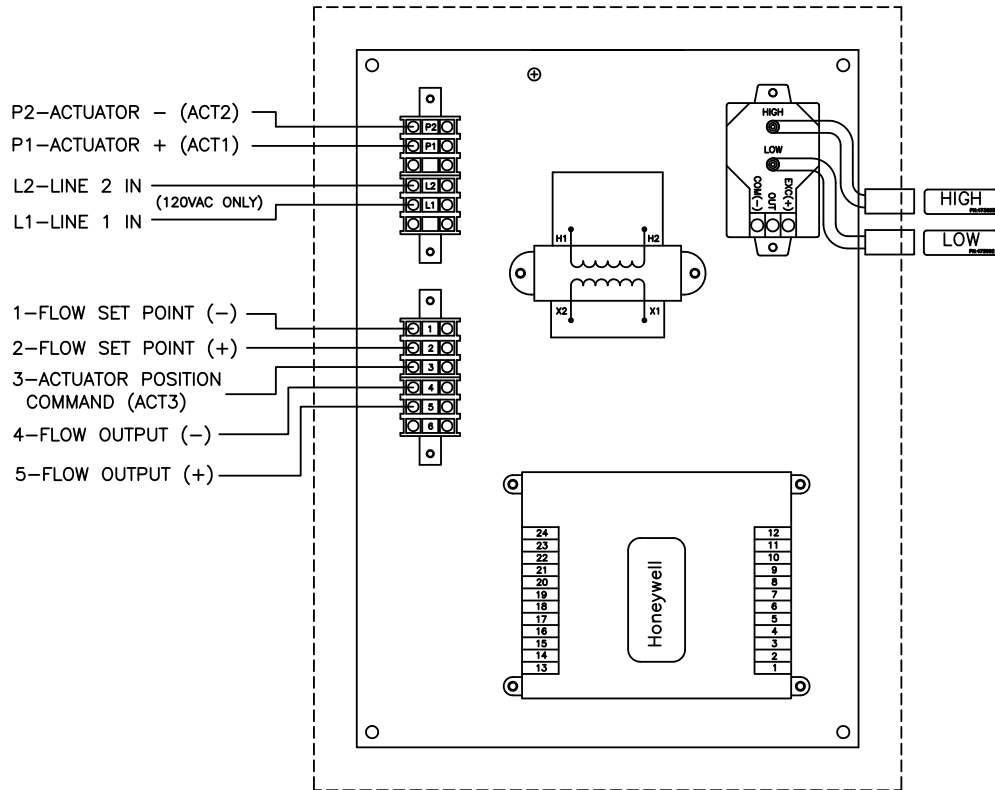 P2-ACTUATOR - (ACT2)
P1-ACTUATOR + (ACT1)
L2-LINE 2 IN
(120VAC ONLY)
L1-LINE 1 IN
P2
P1
L2
L1
1-FLOW SET POINT (-)
2-FLOW SET POINT (+)
3-ACTUATOR POSITION
COMMAND (ACT3)
4-FLOW OUTPUT (-)
5-FLOW OUTPUT (+)
1
2
3
4
5
6
H1 H2
X2 X1
HIGH
LOW
COM(-)
OUT
EXC(+)
HIGH
LOW
24
23
22
21
20
19
18
17
16
15
14
13
Honeywell
12
11
10
9
8
7
6
5
4
3
2
1